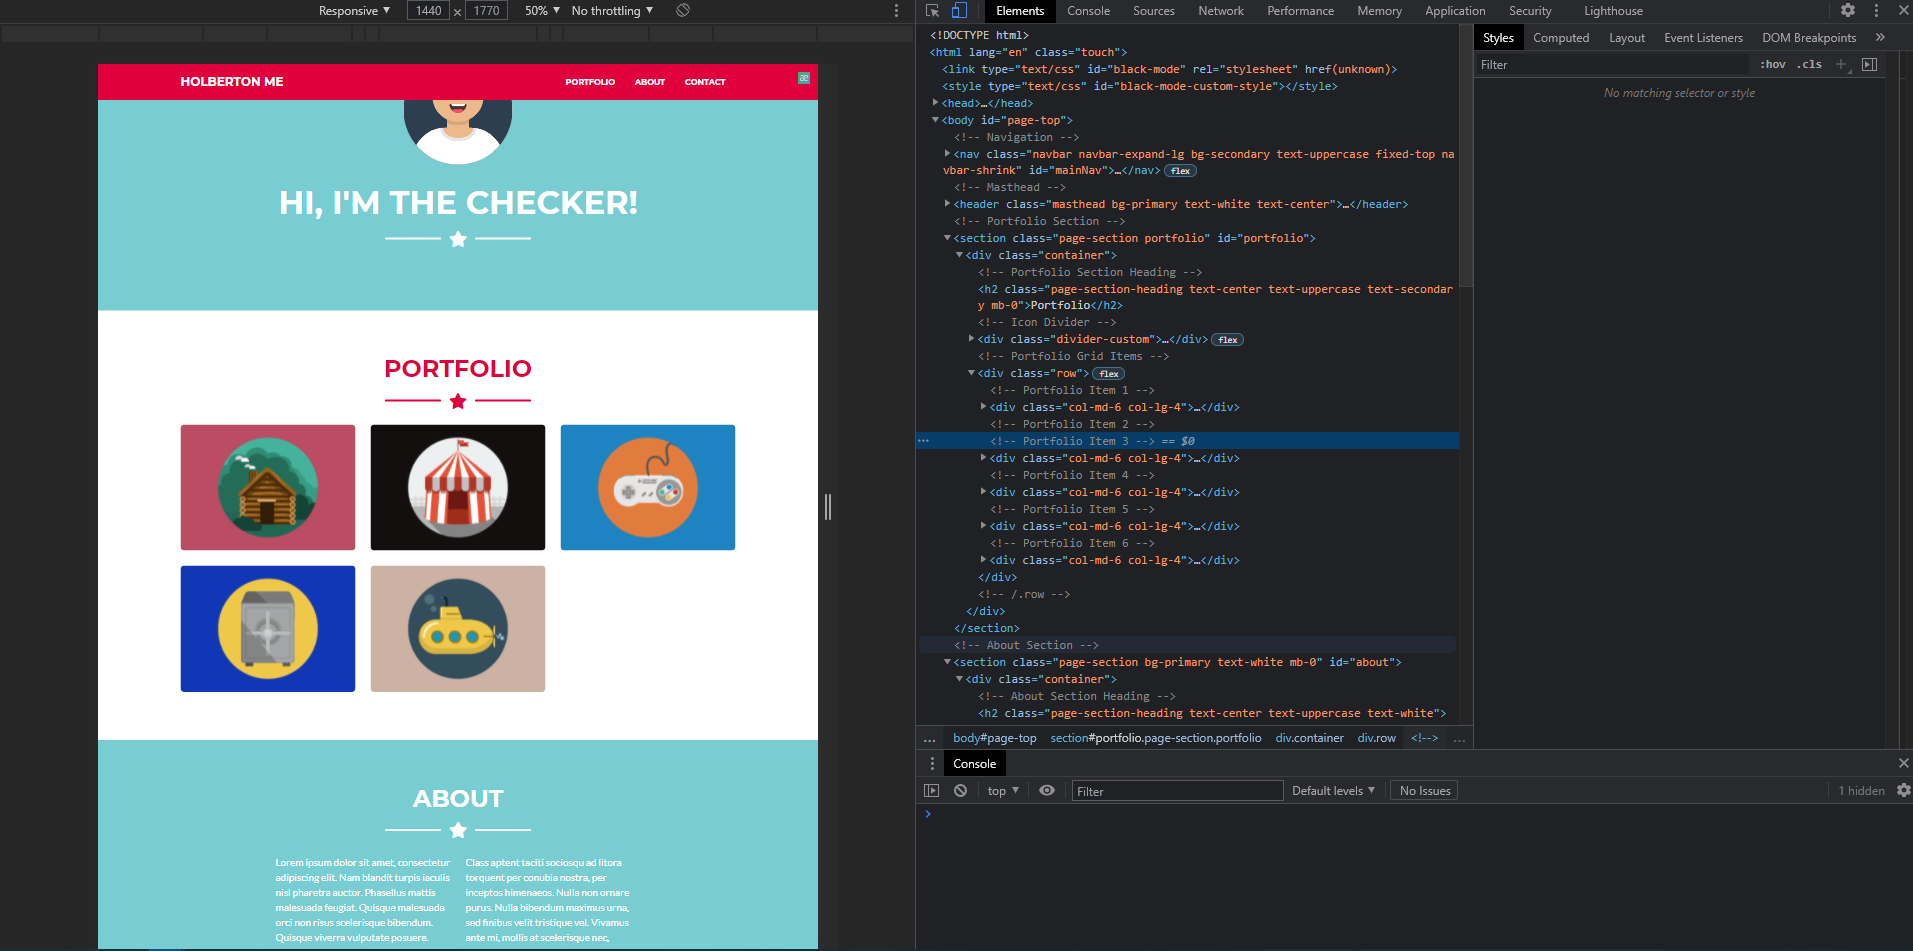 Responsive ▼ 1440 × 1770 50% ▼ No throttling ▼
HOLBERTON ME
PORTFOLIO ABOUT CONTACT
æ
HI, I'M THE CHECKER!
PORTFOLIO
ABOUT
Lorem ipsum dolor sit amet, consectetur
adipiscing elit. Nam blandit turpis iaculis
nisl pharetra auctor. Phasellus mattis
malesuada feugiat. Quisque malesuada
orci non risus scelerisque bibendum.
Quisque viverra vulputate posuere.
Class aptent taciti sociosqu ad litora
torquent per conubia nostra, per
inceptos himenaeos. Nulla non ornare
purus. Nulla bibendum maximus urna,
sed finibus velit tristique vel. Vivamus
ante mi, mollis at scelerisque nec,
Elements Console Sources Network Performance Memory Application Security Lighthouse
<!DOCTYPE html>
<html lang="en" class="touch">
<link type="text/css" id="black-mode" rel="stylesheet" href(unknown)>
<style type="text/css" id="black-mode-custom-style"></style>
<head>…</head>
<body id="page-top">
<!-- Navigation -->
<nav class="navbar navbar-expand-lg bg-secondary text-uppercase fixed-top na
vbar-shrink" id="mainNav">…</nav> flex
<!-- Masthead -->
<header class="masthead bg-primary text-white text-center">…</header>
<!-- Portfolio Section -->
<section class="page-section portfolio" id="portfolio">
<div class="container">
<!-- Portfolio Section Heading -->
<h2 class="page-section-heading text-center text-uppercase text-secondar
y mb-0">Portfolio</h2>
<!-- Icon Divider -->
<div class="divider-custom">…</div> flex
<!-- Portfolio Grid Items -->
<div class="row"> flex
<!-- Portfolio Item 1 -->
<div class="col-md-6 col-lg-4">…</div>
<!-- Portfolio Item 2 -->
<!-- Portfolio Item 3 --> == $0
<div class="col-md-6 col-lg-4">…</div>
<!-- Portfolio Item 4 -->
<div class="col-md-6 col-lg-4">…</div>
<!-- Portfolio Item 5 -->
<div class="col-md-6 col-lg-4">…</div>
<!-- Portfolio Item 6 -->
<div class="col-md-6 col-lg-4">…</div>
</div>
<!-- /.row -->
</div>
</section>
<!-- About Section -->
<section class="page-section bg-primary text-white mb-0" id="about">
<div class="container">
<!-- About Section Heading -->
<h2 class="page-section-heading text-center text-uppercase text-white">
... body#page-top section#portfolio.page-section.portfolio div.container div.row <!--> ...
Styles Computed Layout Event Listeners DOM Breakpoints »
Filter :hov .cls +
No matching selector or style
Console
top ▼ Filter Default levels ▼ No Issues 1 hidden
>